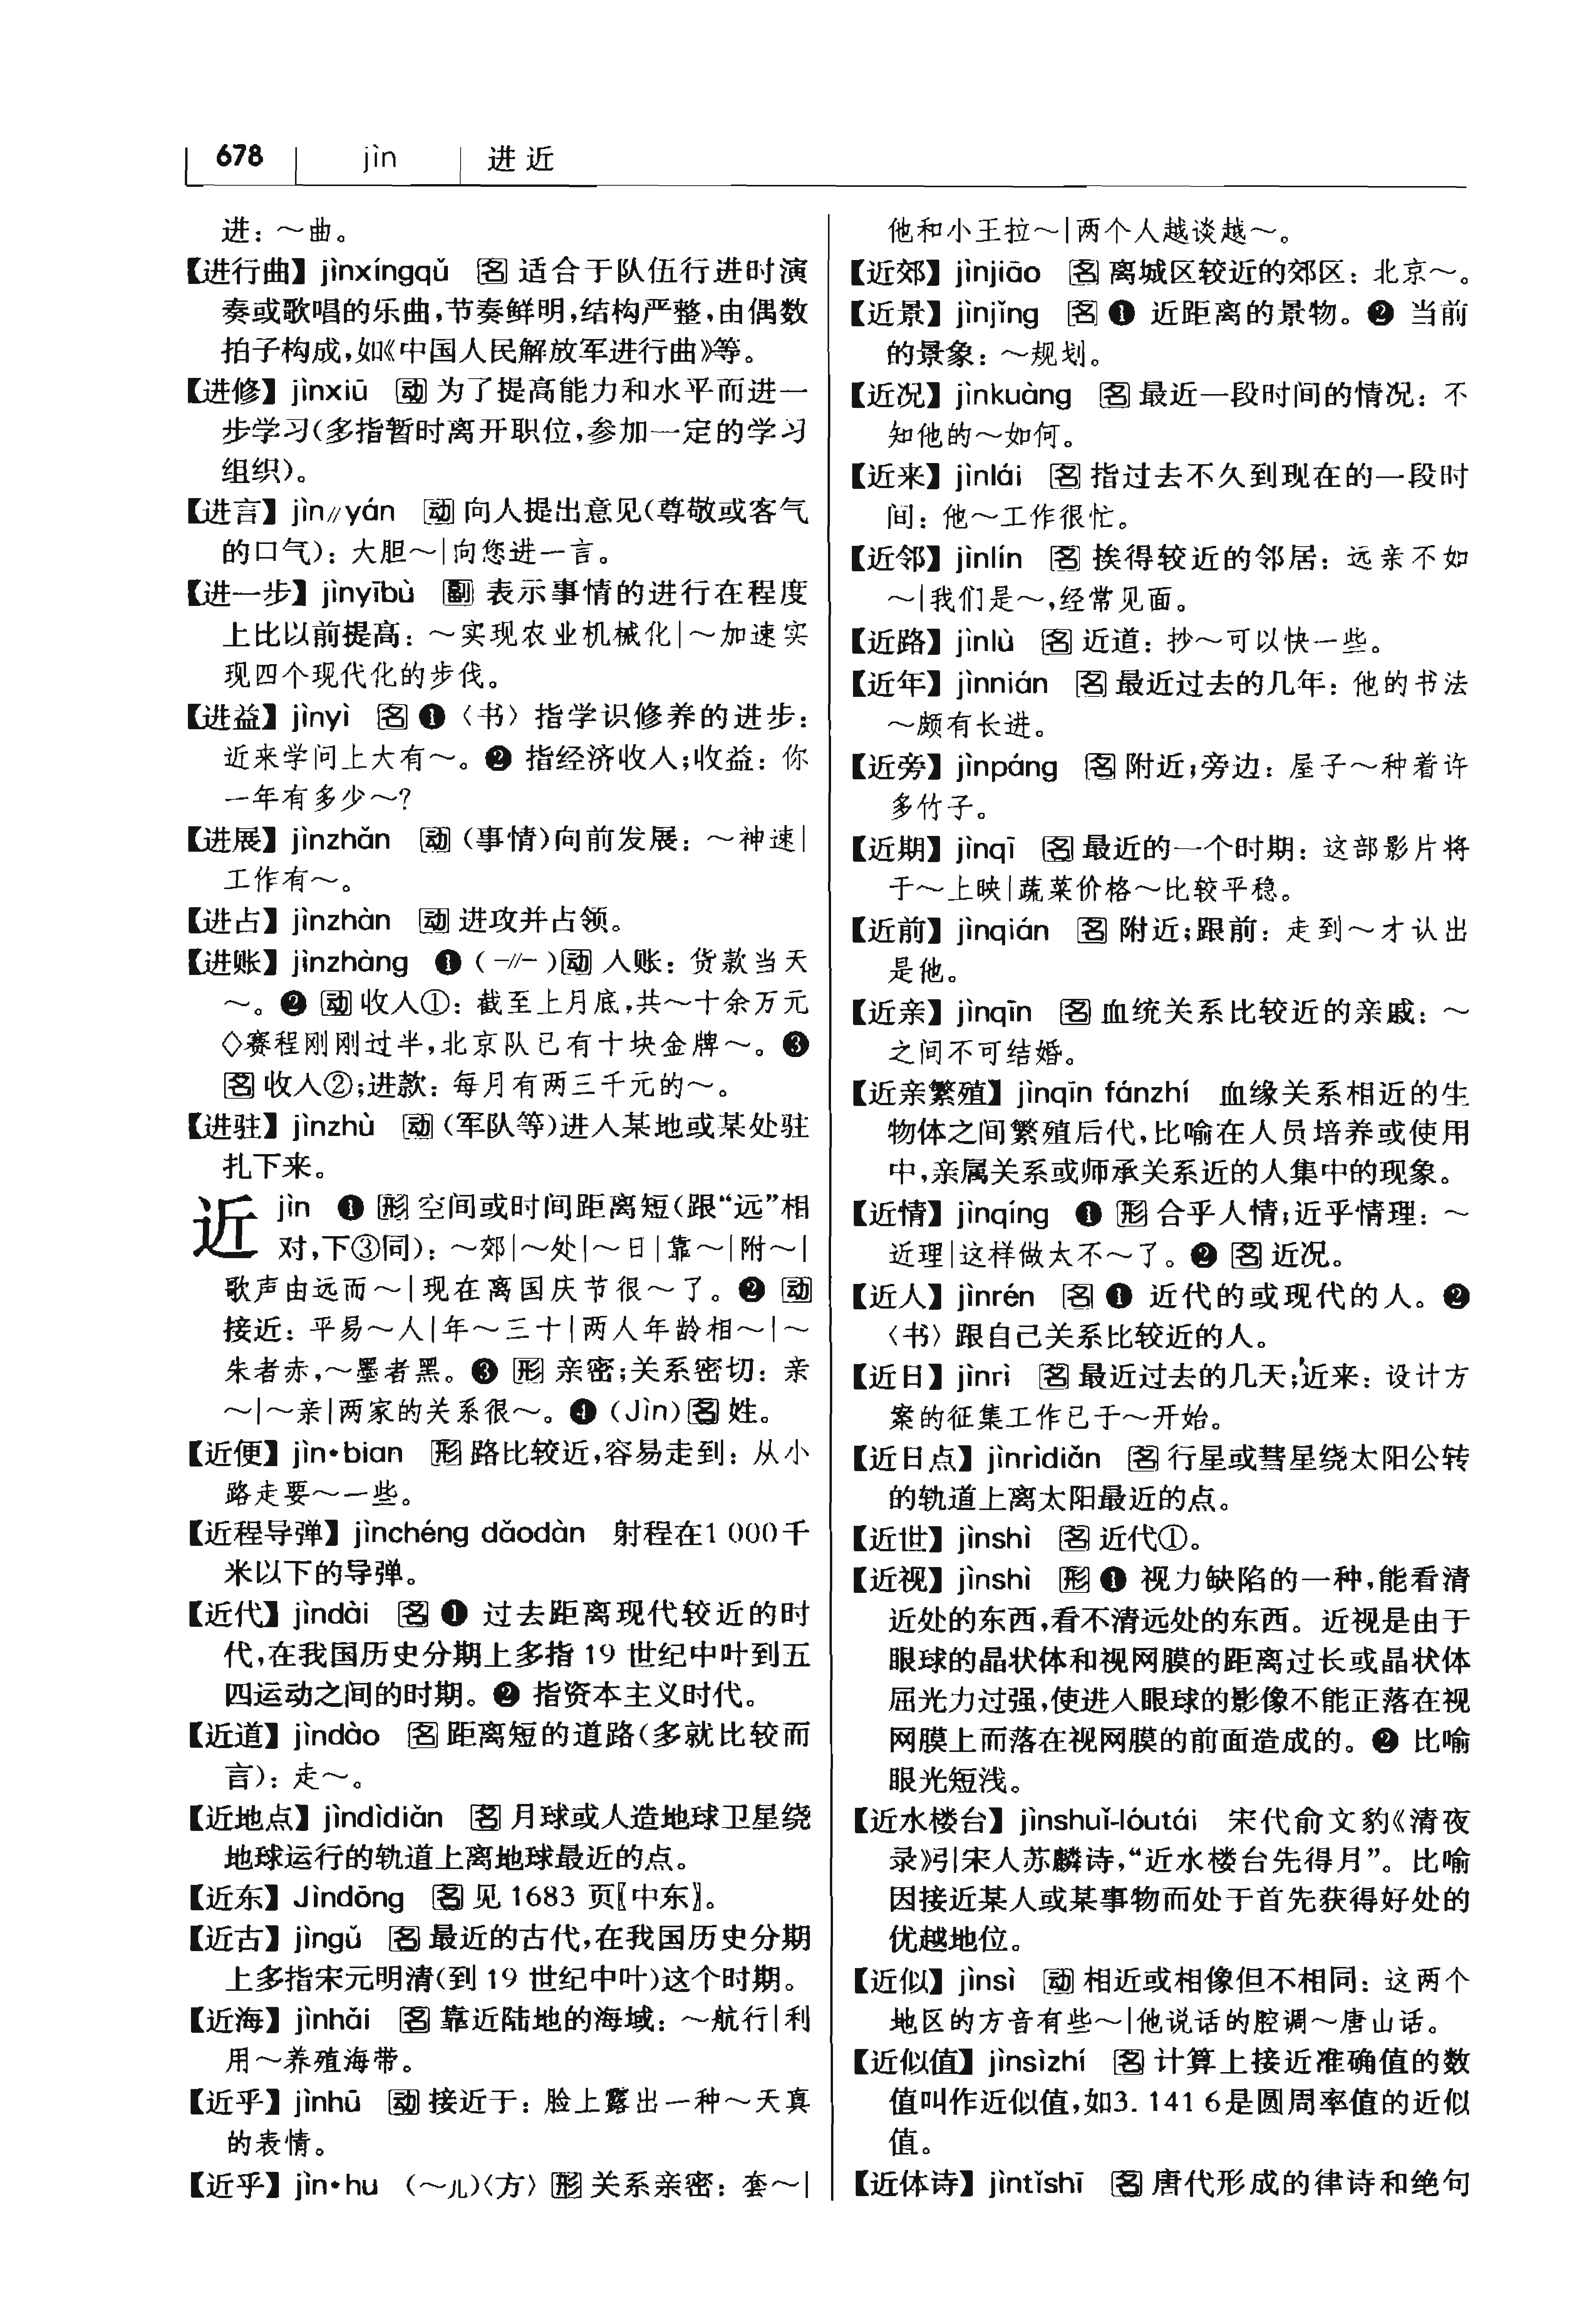 678 jìn 进近
进：～曲。
【进行曲】jìnxíngqǔ 名 适合于队伍行进时演
奏或歌唱的乐曲,节奏鲜明,结构严整,由偶数
拍子构成,如《中国人民解放军进行曲》等。
【进修】jìnxiū 动 为了提高能力和水平而进一
步学习(多指暂时离开职位,参加一定的学习
组织)。
【进言】jìn//yán 动 向人提出意见(尊敬或客气
的口气)：大胆～|向您进一言。
【进一步】jìnyībù 副 表示事情的进行在程度
上比以前提高：～实现农业机械化|～加速实
现四个现代化的步伐。
【进益】jìnyì 名 ❶〈书〉指学识修养的进步：
近来学问上大有～。❷ 指经济收入;收益：你
一年有多少～?
【进展】jìnzhǎn 动 (事情)向前发展：～神速|
工作有～。
【进占】jìnzhàn 动 进攻并占领。
【进账】jìnzhàng ❶ (-//-)动 入账：货款当天
～。❷ 动 收入①：截至上月底,共～十余万元
◇赛程刚刚过半,北京队已有十块金牌～。❸
名 收入②;进款：每月有两三千元的～。
【进驻】jìnzhù 动 (军队等)进入某地或某处驻
扎下来。
近 jìn ❶ 形 空间或时间距离短(跟“远”相
对,下③同)：～郊|～处|～日|靠～|附～|
歌声由远而～|现在离国庆节很～了。❷ 动
接近：平易～人|年～三十|两人年龄相～|～
朱者赤,～墨者黑。❸ 形 亲密;关系密切：亲
～|～亲|两家的关系很～。❹ (Jìn)名 姓。
【近便】jìn•bian 形 路比较近,容易走到：从小
路走要～一些。
【近程导弹】jìnchéng dǎodàn 射程在1 000千
米以下的导弹。
【近代】jìndài 名 ❶ 过去距离现代较近的时
代,在我国历史分期上多指 19 世纪中叶到五
四运动之间的时期。❷ 指资本主义时代。
【近道】jìndào 名 距离短的道路(多就比较而
言)：走～。
【近地点】jìndìdiǎn 名 月球或人造地球卫星绕
地球运行的轨道上离地球最近的点。
【近东】Jìndōng 名 见 1683 页〖中东〗。
【近古】jìngǔ 名 最近的古代,在我国历史分期
上多指宋元明清(到 19 世纪中叶)这个时期。
【近海】jìnhǎi 名 靠近陆地的海域：～航行|利
用～养殖海带。
【近乎】jìnhū 动 接近于：脸上露出一种～天真
的表情。
【近乎】jìn•hu (～儿)〈方〉形 关系亲密：套～|
他和小王拉～|两个人越谈越～。
【近郊】jìnjiāo 名 离城区较近的郊区：北京～。
【近景】jìnjǐng 名 ❶ 近距离的景物。❷ 当前
的景象：～规划。
【近况】jìnkuàng 名 最近一段时间的情况：不
知他的～如何。
【近来】jìnlái 名 指过去不久到现在的一段时
间：他～工作很忙。
【近邻】jìnlín 名 挨得较近的邻居：远亲不如
～|我们是～,经常见面。
【近路】jìnlù 名 近道：抄～可以快一些。
【近年】jìnnián 名 最近过去的几年：他的书法
～颇有长进。
【近旁】jìnpáng 名 附近;旁边：屋子～种着许
多竹子。
【近期】jìnqī 名 最近的一个时期：这部影片将
于～上映|蔬菜价格～比较平稳。
【近前】jìnqián 名 附近;跟前：走到～才认出
是他。
【近亲】jìnqīn 名 血统关系比较近的亲戚：～
之间不可结婚。
【近亲繁殖】jìnqīn fánzhí 血缘关系相近的生
物体之间繁殖后代,比喻在人员培养或使用
中,亲属关系或师承关系近的人集中的现象。
【近情】jìnqíng ❶ 形 合乎人情;近乎情理：～
近理|这样做太不～了。❷ 名 近况。
【近人】jìnrén 名 ❶ 近代的或现代的人。❷
〈书〉跟自己关系比较近的人。
【近日】jìnrì 名 最近过去的几天;近来：设计方
案的征集工作已于～开始。
【近日点】jìnrìdiǎn 名 行星或彗星绕太阳公转
的轨道上离太阳最近的点。
【近世】jìnshì 名 近代①。
【近视】jìnshì 形 ❶ 视力缺陷的一种,能看清
近处的东西,看不清远处的东西。近视是由于
眼球的晶状体和视网膜的距离过长或晶状体
屈光力过强,使进入眼球的影像不能正落在视
网膜上而落在视网膜的前面造成的。❷ 比喻
眼光短浅。
【近水楼台】jìnshuǐ-lóutái 宋代俞文豹《清夜
录》引宋人苏麟诗,“近水楼台先得月”。比喻
因接近某人或某事物而处于首先获得好处的
优越地位。
【近似】jìnsì 动 相近或相像但不相同：这两个
地区的方音有些～|他说话的腔调～唐山话。
【近似值】jìnsìzhí 名 计算上接近准确值的数
值叫作近似值,如3. 141 6是圆周率值的近似
值。
【近体诗】jìntǐshī 名 唐代形成的律诗和绝句